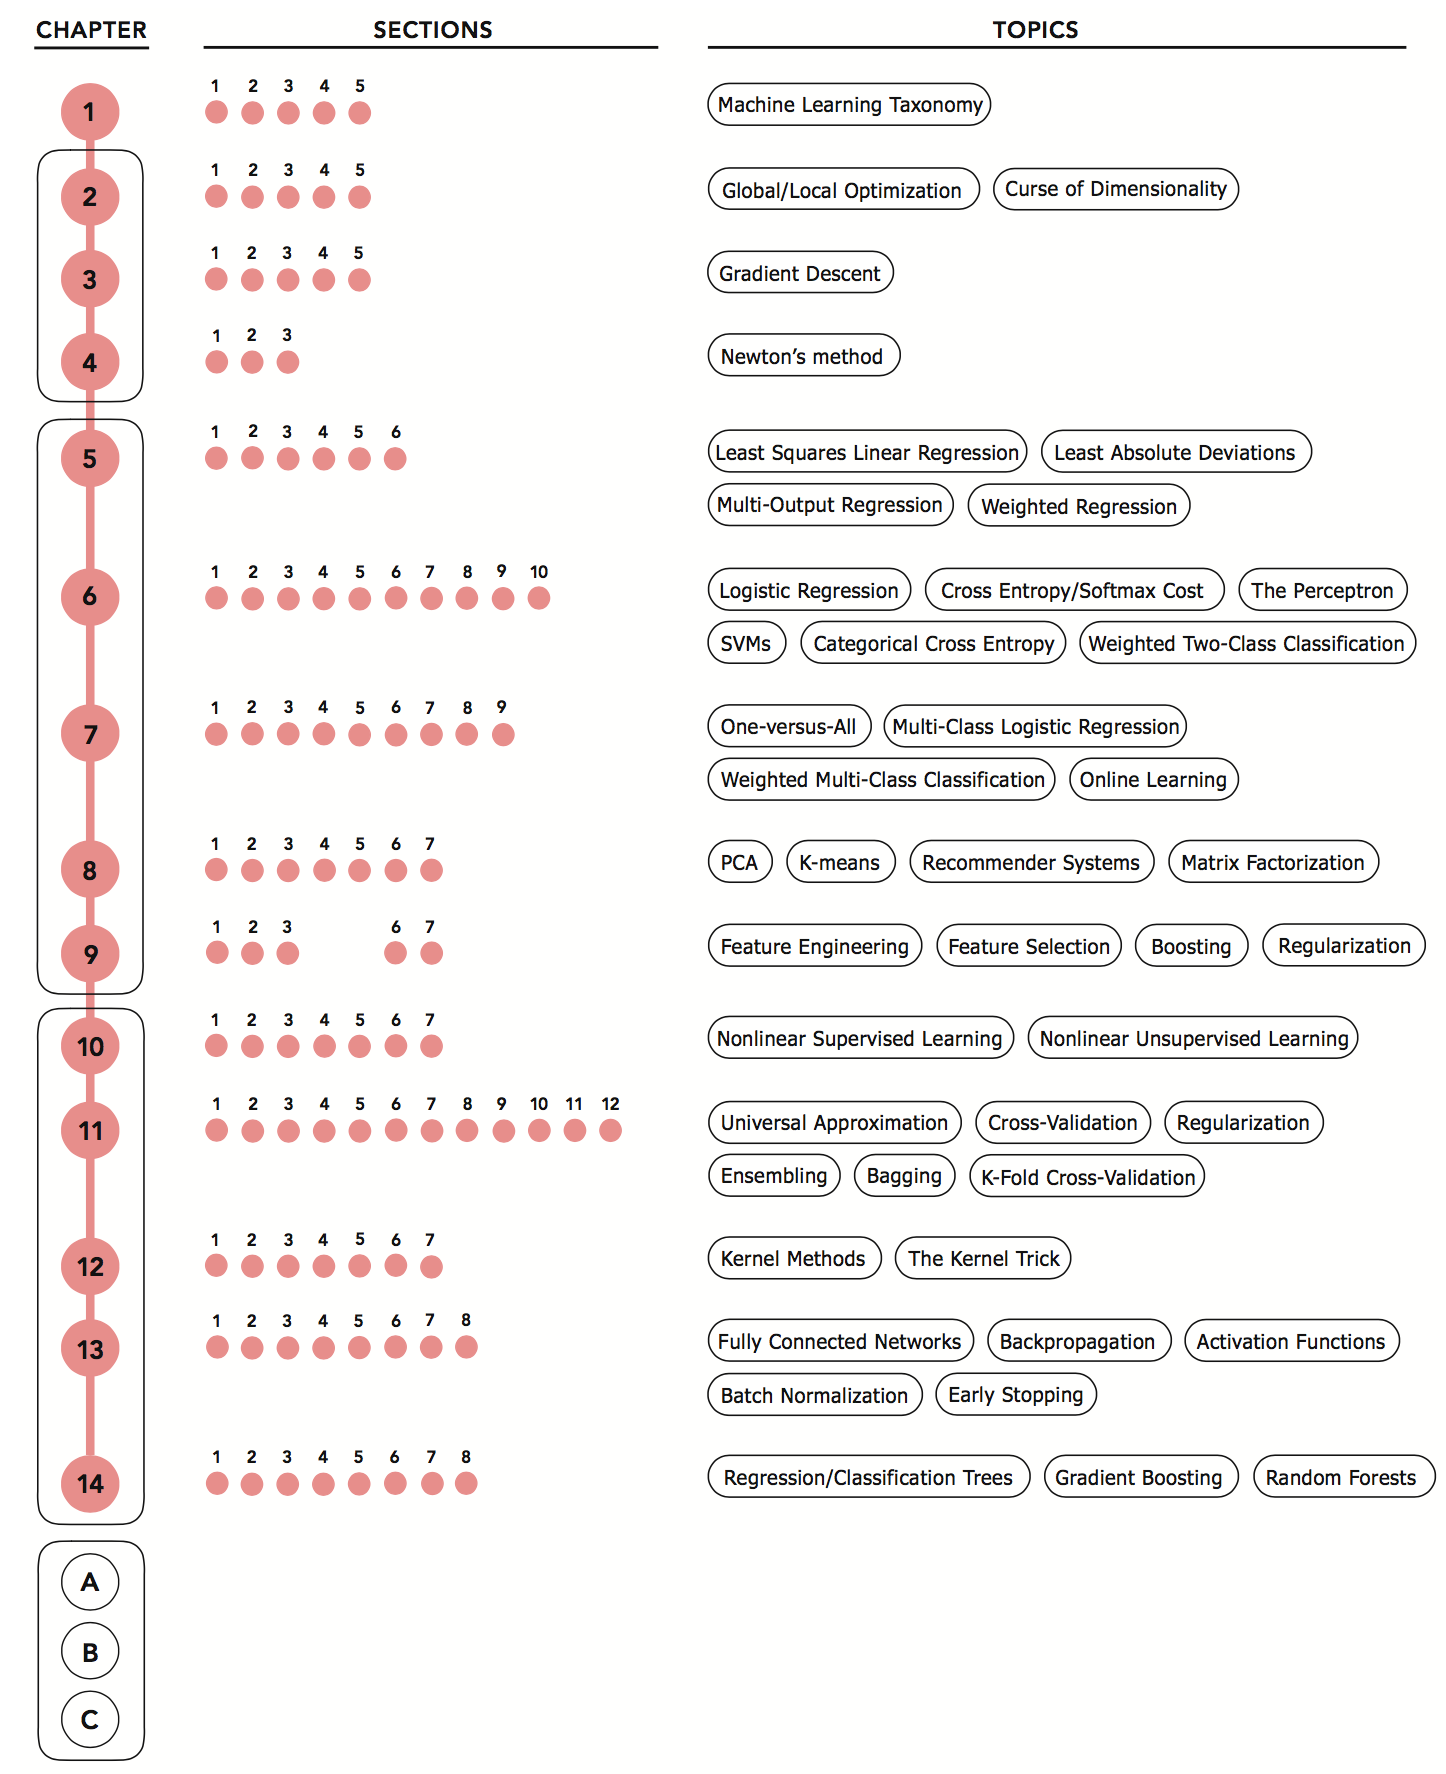 CHAPTER SECTIONS TOPICS
1 2 3 4 5
1 Machine Learning Taxonomy
1 2 3 4 5
2 Global/Local Optimization Curse of Dimensionality
1 2 3 4 5
3 Gradient Descent
1 2 3
4 Newton’s method
1 2 3 4 5 6
5 Least Squares Linear Regression Least Absolute Deviations
Multi-Output Regression Weighted Regression
1 2 3 4 5 6 7 8 9 10
6 Logistic Regression Cross Entropy/Softmax Cost The Perceptron
SVMs Categorical Cross Entropy Weighted Two-Class Classification
1 2 3 4 5 6 7 8 9
7 One-versus-All Multi-Class Logistic Regression
Weighted Multi-Class Classification Online Learning
1 2 3 4 5 6 7
8 PCA K-means Recommender Systems Matrix Factorization
1 2 3 6 7
9 Feature Engineering Feature Selection Boosting Regularization
1 2 3 4 5 6 7
10 Nonlinear Supervised Learning Nonlinear Unsupervised Learning
1 2 3 4 5 6 7 8 9 10 11 12
11 Universal Approximation Cross-Validation Regularization
Ensembling Bagging K-Fold Cross-Validation
1 2 3 4 5 6 7
12 Kernel Methods The Kernel Trick
1 2 3 4 5 6 7 8
13 Fully Connected Networks Backpropagation Activation Functions
Batch Normalization Early Stopping
1 2 3 4 5 6 7 8
14 Regression/Classification Trees Gradient Boosting Random Forests
A
B
C